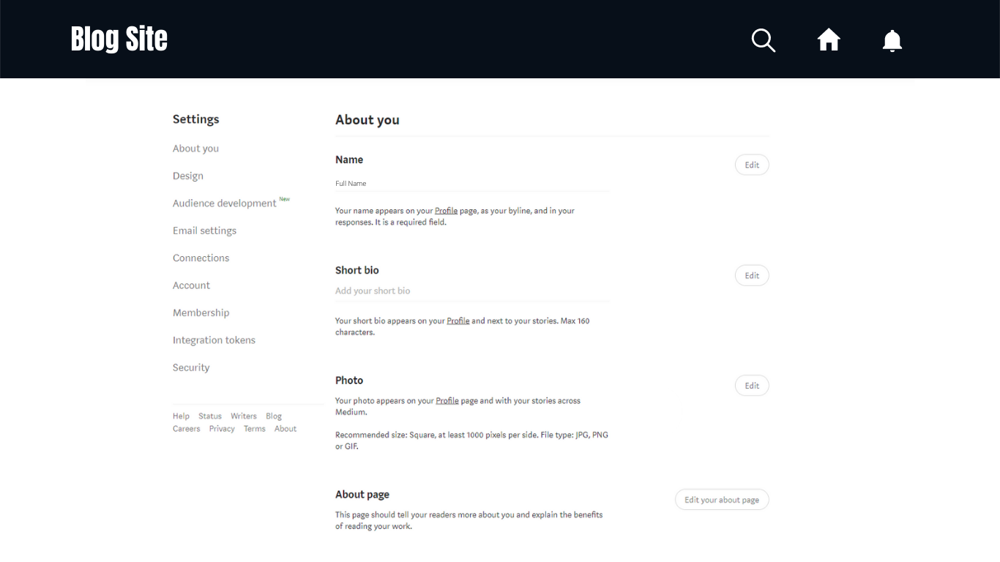 Blog Site
Settings
About you
Design
Audience development New
Email settings
Connections
Account
Membership
Integration tokens
Security
Help Status Writers Blog
Careers Privacy Terms About
About you
Name
Edit
Full Name
Your name appears on your Profile page, as your byline, and in your
responses. It is a required field.
Short bio
Edit
Add your short bio
Your short bio appears on your Profile and next to your stories. Max 160
characters.
Photo
Edit
Your photo appears on your Profile page and with your stories across
Medium.
Recommended size: Square, at least 1000 pixels per side. File type: JPG, PNG
or GIF.
About page
Edit your about page
This page should tell your readers more about you and explain the benefits
of reading your work.